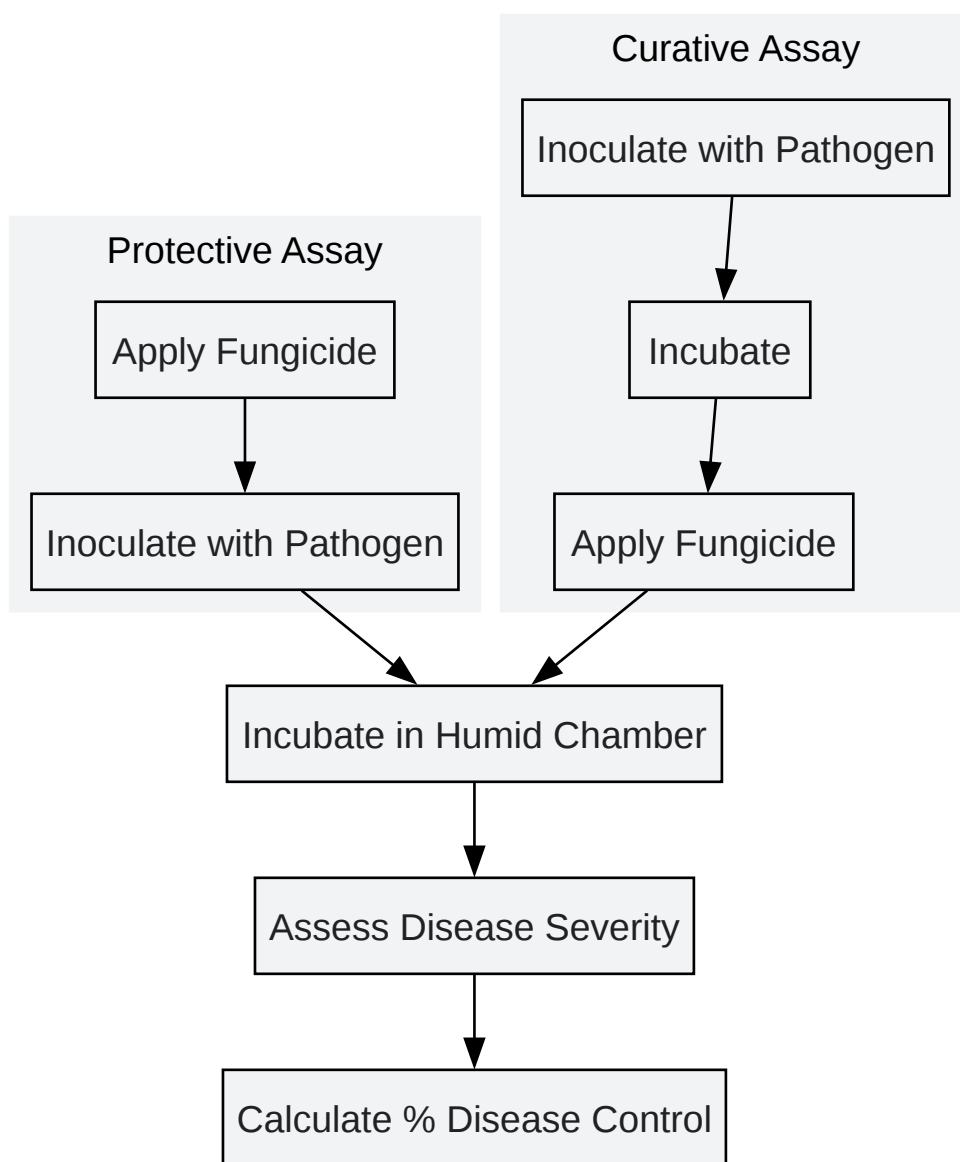 Protective Assay
Apply Fungicide
Inoculate with Pathogen
Curative Assay
Inoculate with Pathogen
Incubate
Apply Fungicide
Incubate in Humid Chamber
Assess Disease Severity
Calculate % Disease Control